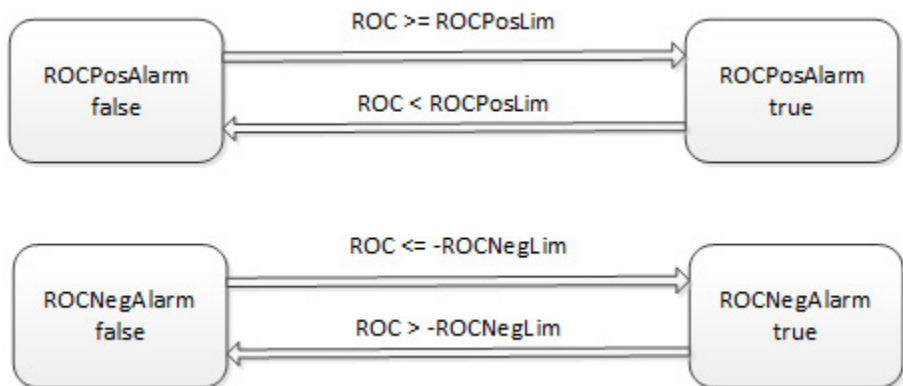 ROC >= ROCPosLim
ROCPosAlarm
false
ROCPosAlarm
true
ROC < ROCPosLim
ROC <= -ROCNegLim
ROCNegAlarm
false
ROCNegAlarm
true
ROC > -ROCNegLim